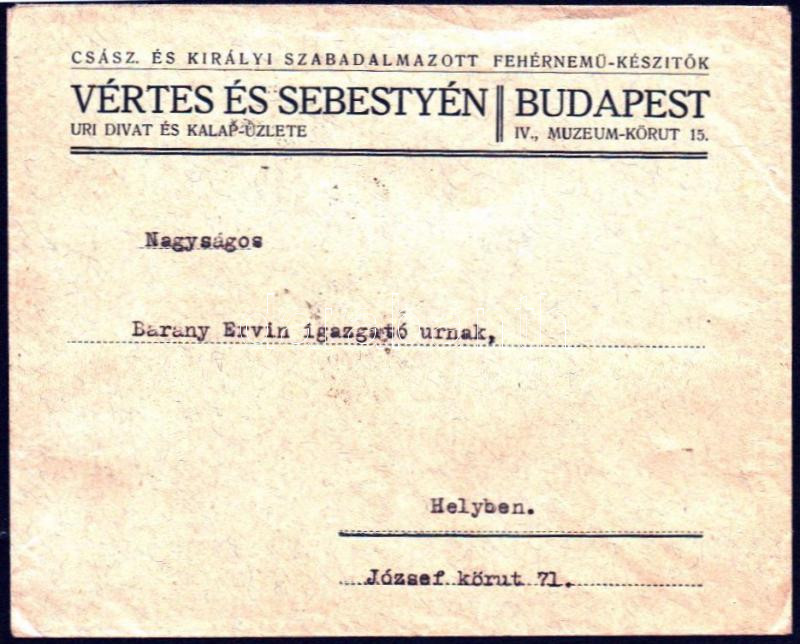 CSÁSZ. ÉS KIRÁLYI SZABADALMAZOTT FEHÉRNEMŰ-KÉSZITŐK
VÉRTES ÉS SEBESTYÉN BUDAPEST
URI DIVAT ÉS KALAP-ÜZLETE IV., MUZEUM-KÖRUT 15.
Nagyságos
Bárány Ervin igazgató urnak,
Helyben.
József körut 71.